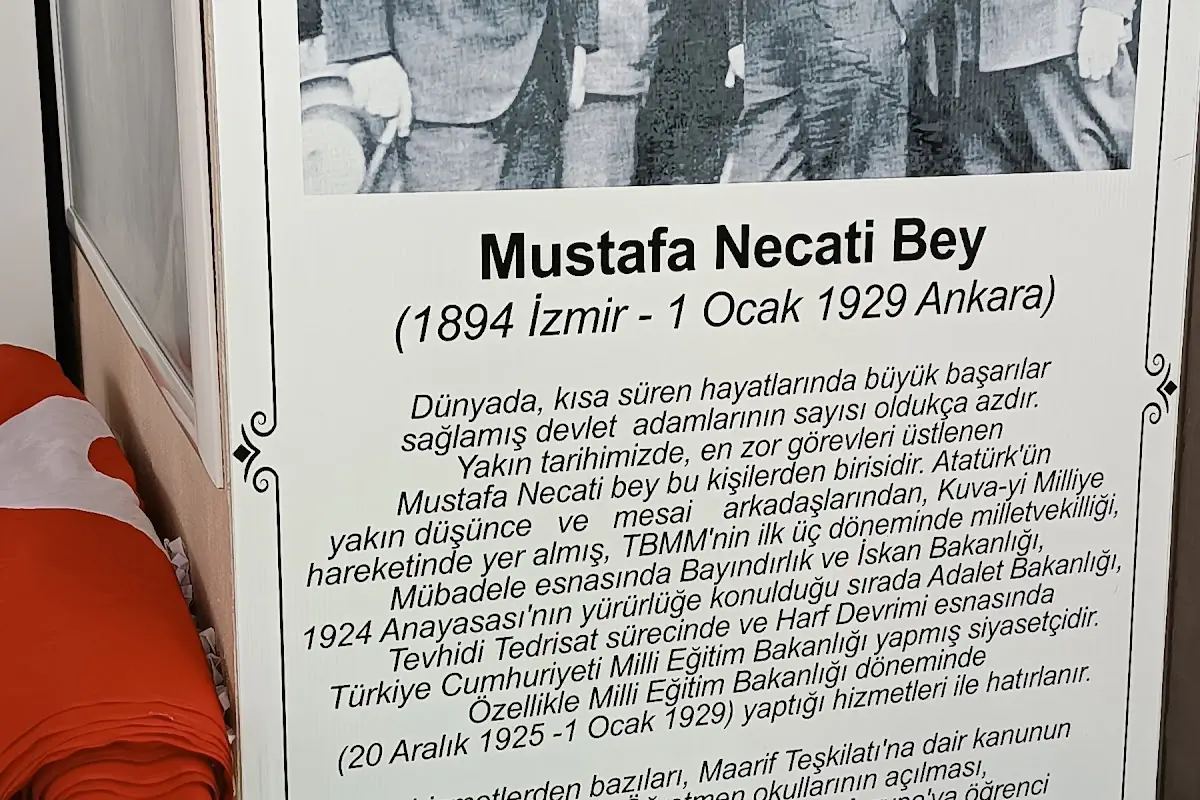 Mustafa Necati Bey
(1894 İzmir - 1 Ocak 1929 Ankara)
Dünyada, kısa süren hayatlarında büyük başarılar
sağlamış devlet adamlarının sayısı oldukça azdır.
Yakın tarihimizde, en zor görevleri üstlenen
Mustafa Necati bey bu kişilerden birisidir. Atatürk'ün
yakın düşünce ve mesai arkadaşlarından, Kuva-yi Milliye
hareketinde yer almış, TBMM'nin ilk üç döneminde milletvekilliği,
Mübadele esnasında Bayındırlık ve İskan Bakanlığı,
1924 Anayasası'nın yürürlüğe konulduğu sırada Adalet Bakanlığı,
Tevhidi Tedrisat sürecinde ve Harf Devrimi esnasında
Türkiye Cumhuriyeti Milli Eğitim Bakanlığı yapmış siyasetçidir.
Özellikle Milli Eğitim Bakanlığı döneminde
(20 Aralık 1925 -1 Ocak 1929) yaptığı hizmetleri ile hatırlanır.
bazıları, Maarif Teşkilatı'na dair kanunun
okullarının açılması,
öğrenci